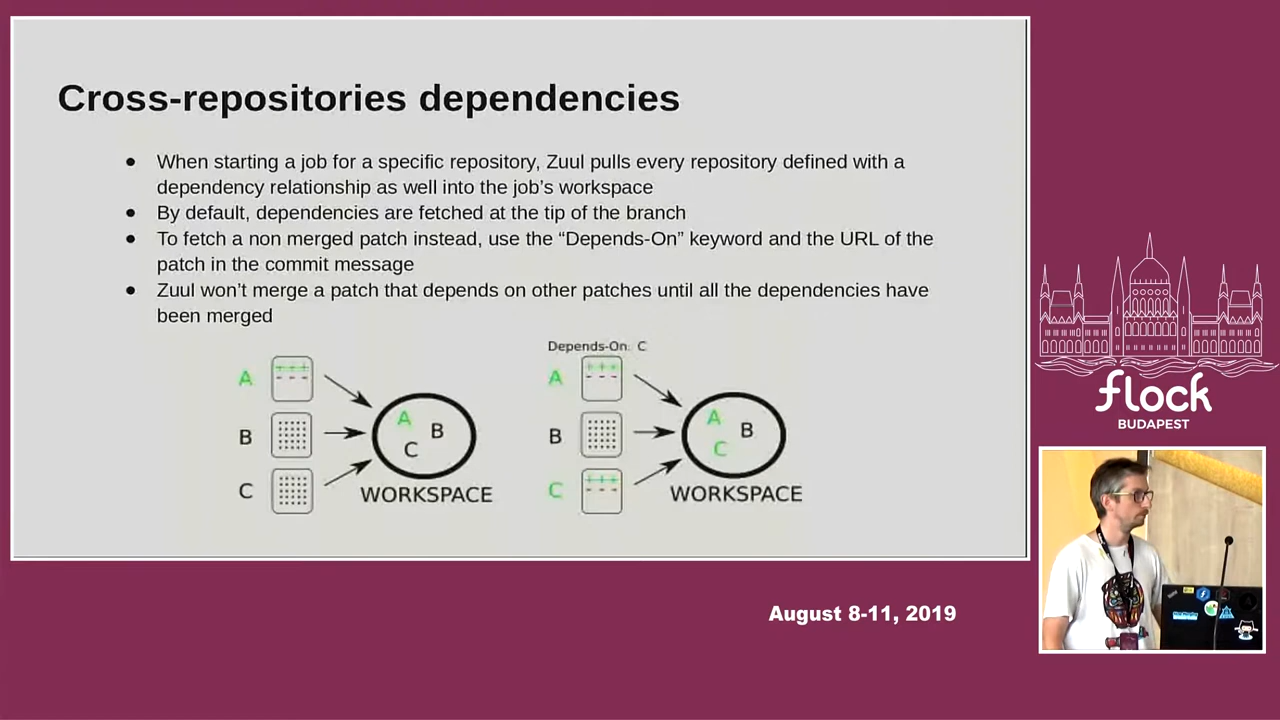 Cross-repositories dependencies
● When starting a job for a specific repository, Zuul pulls every repository defined with a
dependency relationship as well into the job’s workspace
● By default, dependencies are fetched at the tip of the branch
● To fetch a non merged patch instead, use the “Depends-On” keyword and the URL of the
patch in the commit message
● Zuul won’t merge a patch that depends on other patches until all the dependencies have
been merged
A
+++
---
B
C
A
B
C
WORKSPACE
Depends-On: C
A
+++
---
B
C
+++
---
A
B
C
WORKSPACE
flock
BUDAPEST
August 8-11, 2019